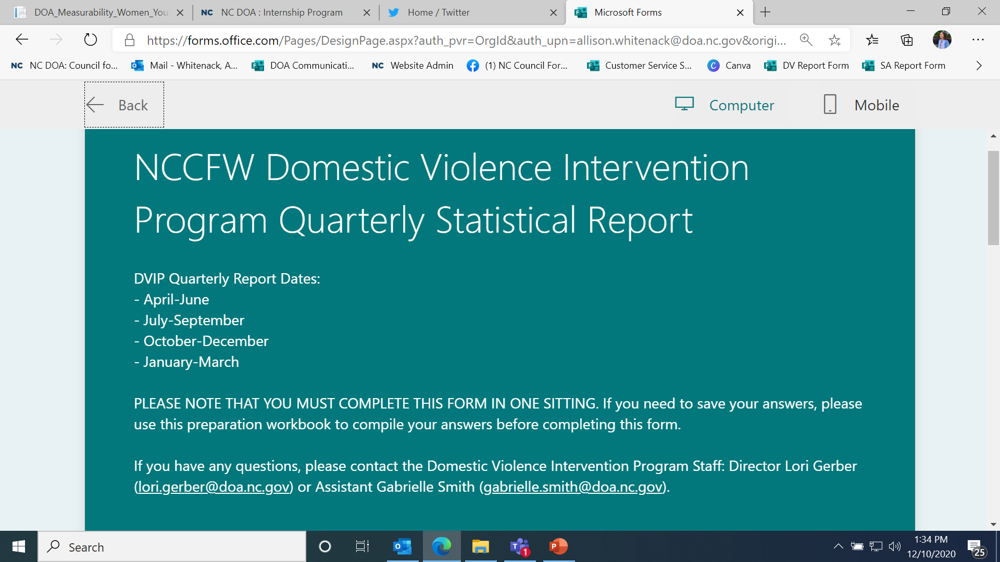 DOA_Measurability_Women_You
NC NC DOA : Internship Program
Home / Twitter
Microsoft Forms
https://forms.office.com/Pages/DesignPage.aspx?auth_pvr=OrgId&auth_upn=allison.whitenack@doa.nc.gov&origi...
NC NC DOA: Council fo...
Mail - Whitenack, A...
DOA Communicati...
NC Website Admin
(1) NC Council For...
Customer Service S...
Canva
DV Report Form
SA Report Form
Back
Computer
Mobile
NCCFW Domestic Violence Intervention
Program Quarterly Statistical Report
DVIP Quarterly Report Dates:
- April-June
- July-September
- October-December
- January-March
PLEASE NOTE THAT YOU MUST COMPLETE THIS FORM IN ONE SITTING. If you need to save your answers, please
use this preparation workbook to compile your answers before completing this form.
If you have any questions, please contact the Domestic Violence Intervention Program Staff: Director Lori Gerber
(lori.gerber@doa.nc.gov) or Assistant Gabrielle Smith (gabrielle.smith@doa.nc.gov).
Search
1
1:34 PM
12/10/2020
25